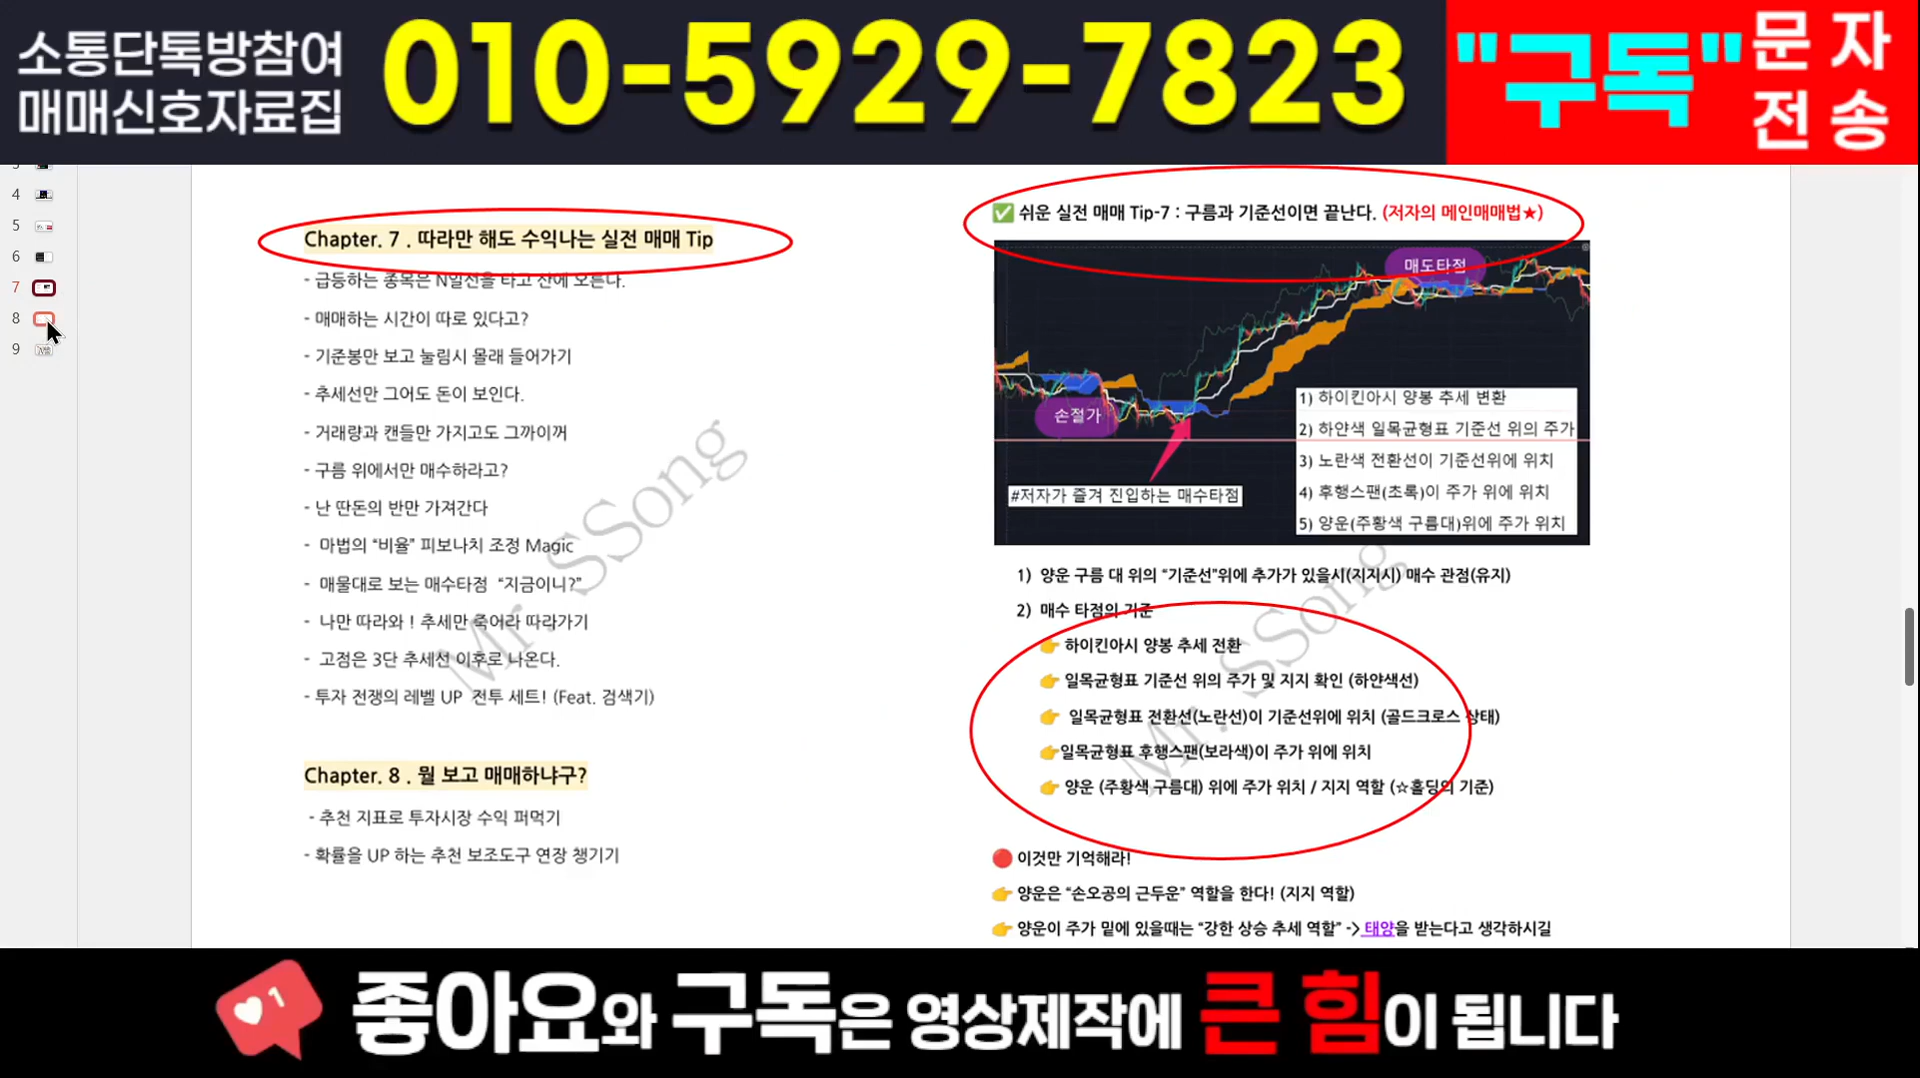 소통단톡방참여
매매신호자료집
010-5929-7823
"구독"
문자
전송
4
5
6
7
8
9
Chapter. 7 . 따라만 해도 수익나는 실전 매매 Tip
- 급등하는 종목은 N일선을 타고 산에 오른다.
- 매매하는 시간이 따로 있다고?
- 기준봉만 보고 눌림시 몰래 들어가기
- 추세선만 그어도 돈이 보인다.
- 거래량과 캔들만 가지고도 그까이꺼
- 구름 위에서만 매수하라고?
- 난 딴돈의 반만 가져간다
- 마법의 “비율” 피보나치 조정 Magic
- 매물대로 보는 매수타점 “지금이니?”
- 나만 따라와 ! 추세만 죽어라 따라가기
- 고점은 3단 추세선 이후로 나온다.
- 투자 전쟁의 레벨 UP 전투 세트! (Feat. 검색기)
Chapter. 8 . 뭘 보고 매매하냐구?
- 추천 지표로 투자시장 수익 퍼먹기
- 확률을 UP 하는 추천 보조도구 연장 챙기기
Mr. SSong
✅ 쉬운 실전 매매 Tip-7 : 구름과 기준선이면 끝난다. (저자의 메인매매법★)
매도타점
손절가
#저자가 즐겨 진입하는 매수타점
1) 하이킨아시 양봉 추세 변환
2) 하얀색 일목균형표 기준선 위의 주가
3) 노란색 전환선이 기준선위에 위치
4) 후행스팬(초록)이 주가 위에 위치
5) 양운(주황색 구름대)위에 주가 위치
1) 양운 구름 대 위의 “기준선”위에 추가가 있을시(지지시) 매수 관점(유지)
2) 매수 타점의 기준
👉 하이킨아시 양봉 추세 전환
👉 일목균형표 기준선 위의 주가 및 지지 확인 (하얀색선)
👉 일목균형표 전환선(노란선)이 기준선위에 위치 (골드크로스 상태)
👉 일목균형표 후행스팬(보라색)이 주가 위에 위치
👉 양운 (주황색 구름대) 위에 주가 위치 / 지지 역할 (☆홀딩의 기준)
Mr. SSong
🔴 이것만 기억해라!
👉 양운은 “손오공의 근두운” 역할을 한다! (지지 역할)
👉 양운이 주가 밑에 있을때는 “강한 상승 추세 역할” -> 태양을 받는다고 생각하시길
1
좋아요와 구독은 영상제작에 큰 힘이 됩니다